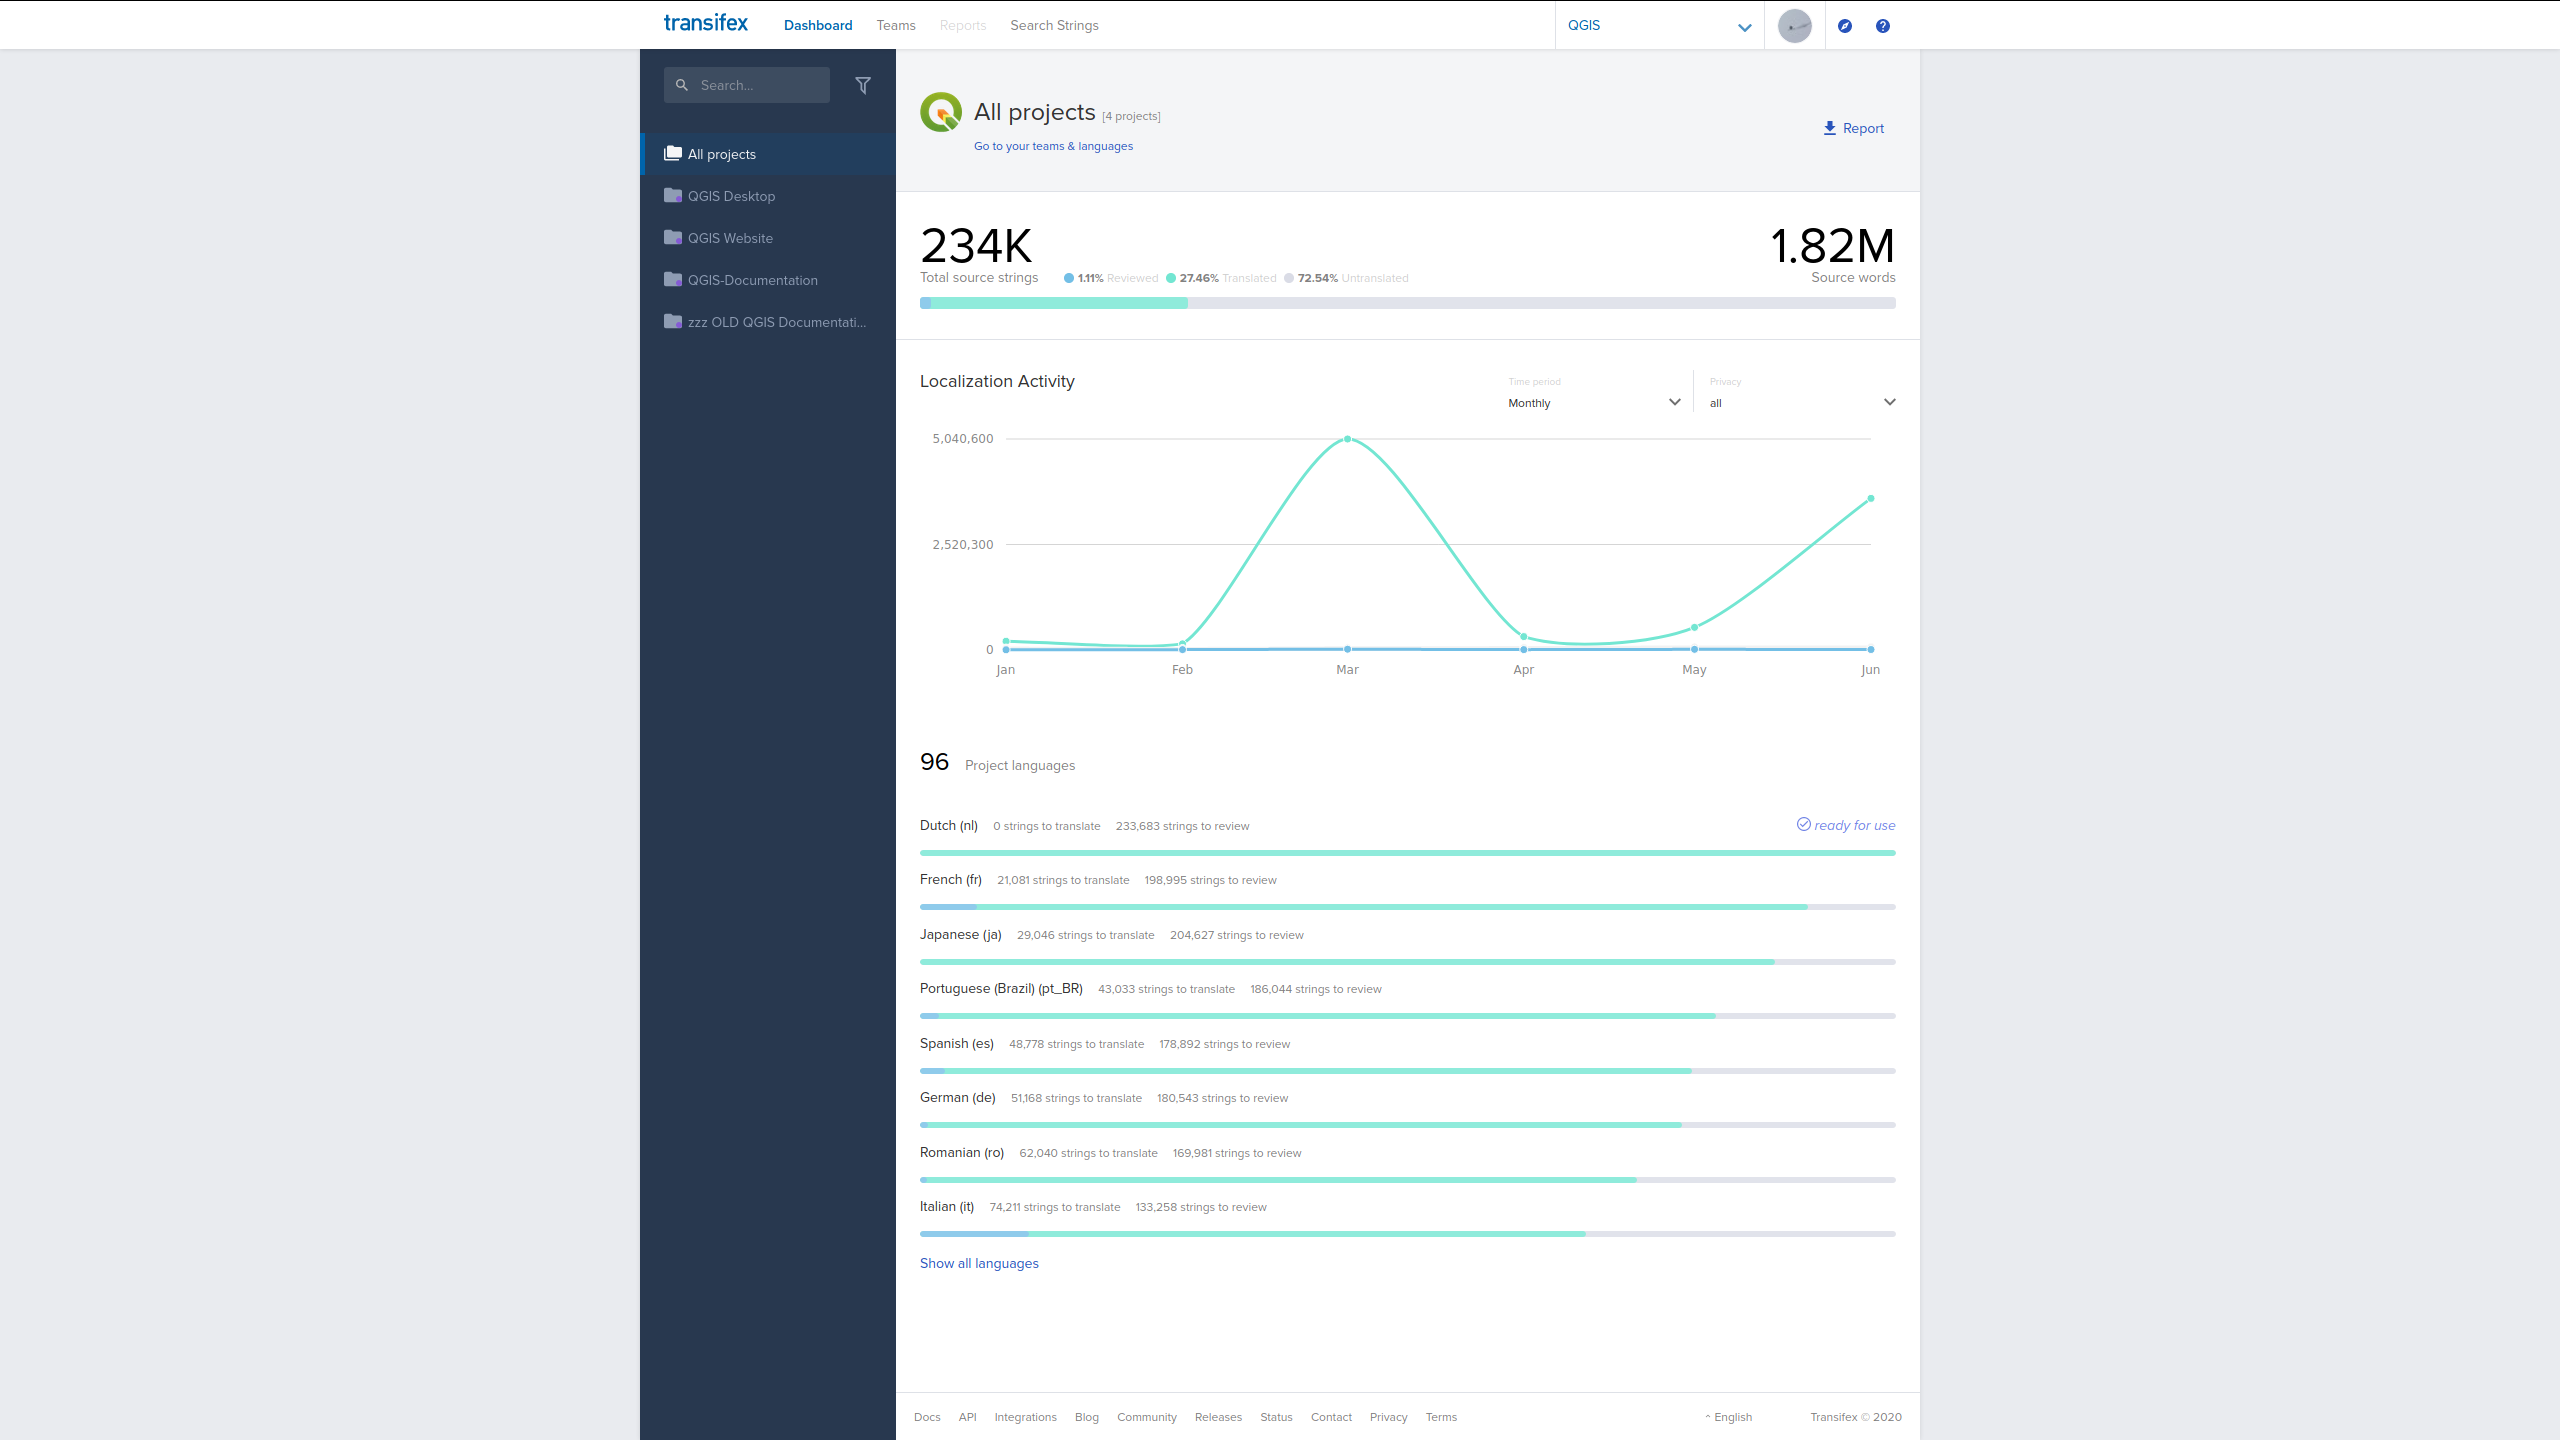 transifex Dashboard Teams Reports Search Strings QGIS
Search...
All projects
QGIS Desktop
QGIS Website
QGIS-Documentation
zzz OLD QGIS Documentati...
All projects [4 projects]
Go to your teams & languages
Report
234K
Total source strings 1.11% Reviewed 27.46% Translated 72.54% Untranslated
1.82M
Source words
Localization Activity
Time period
Monthly
Privacy
all
5,040,600
2,520,300
0
Jan Feb Mar Apr May Jun
96 Project languages
Dutch (nl) 0 strings to translate 233,683 strings to review ready for use
French (fr) 21,081 strings to translate 198,995 strings to review
Japanese (ja) 29,046 strings to translate 204,627 strings to review
Portuguese (Brazil) (pt_BR) 43,033 strings to translate 186,044 strings to review
Spanish (es) 48,778 strings to translate 178,892 strings to review
German (de) 51,168 strings to translate 180,543 strings to review
Romanian (ro) 62,040 strings to translate 169,981 strings to review
Italian (it) 74,211 strings to translate 133,258 strings to review
Show all languages
Docs API Integrations Blog Community Releases Status Contact Privacy Terms English Transifex © 2020